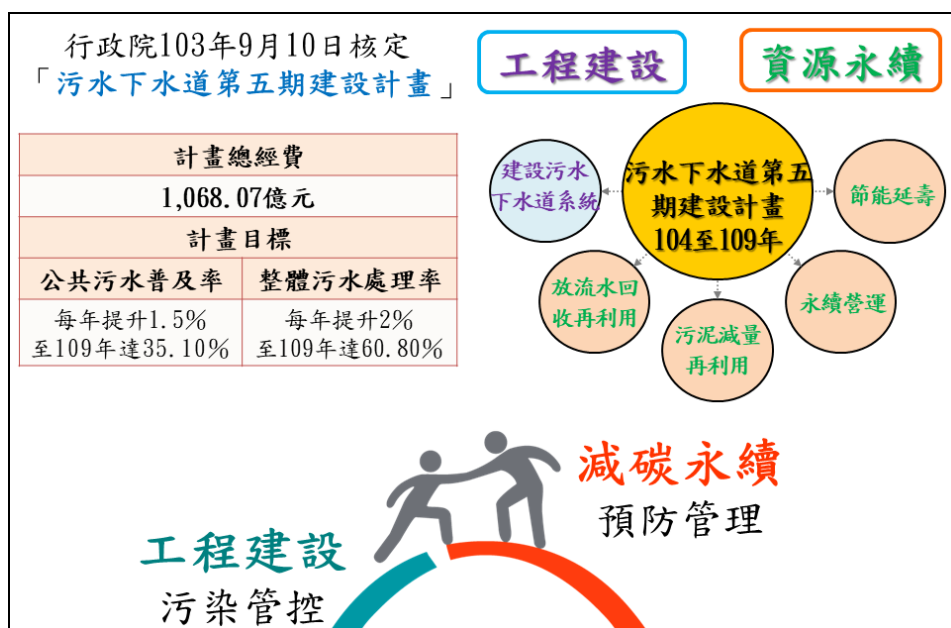 行政院103年9月10日核定
「污水下水道第五期建設計畫」
工程建設
資源永續
計畫總經費
1,068.07億元
計畫目標
公共污水普及率
整體污水處理率
每年提升1.5%
至109年達35.10%
每年提升2%
至109年達60.80%
污水下水道第五
期建設計畫
104至109年
建設污水
下水道系統
放流水回
收再利用
污泥減量
再利用
永續營運
節能延壽
減碳永續
預防管理
工程建設
污染管控